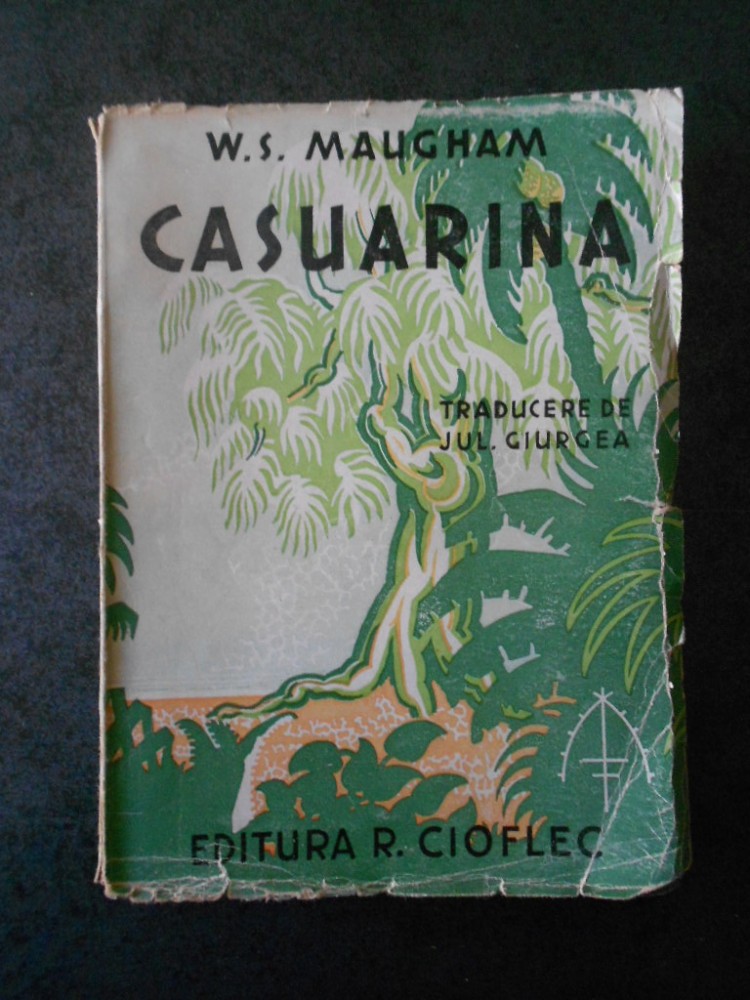 W.S. MAUGHAM
CASUARINA
TRADUCERE DE
JUL. GIURGEA
EDITURA R. CIOFLEC